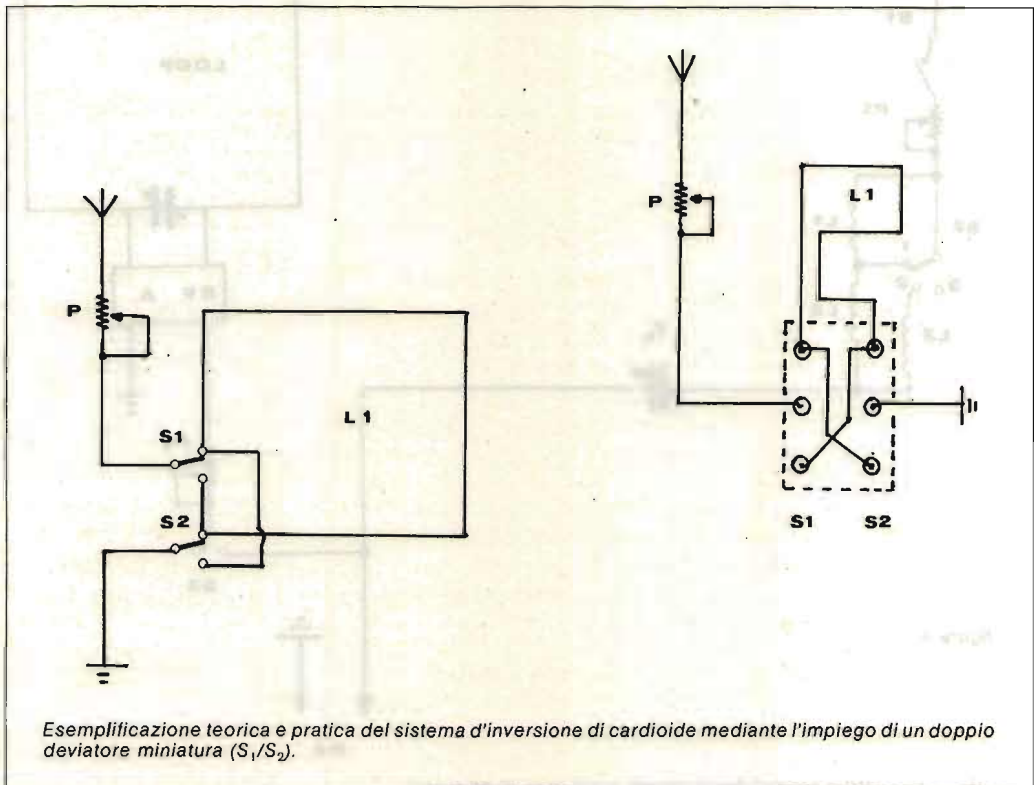 P
S1
L1
S2
P
L1
S1 S2
Esemplificazione teorica e pratica del sistema d'inversione di cardioide mediante l'impiego di un doppio
deviatore miniatura (S₁/S₂).